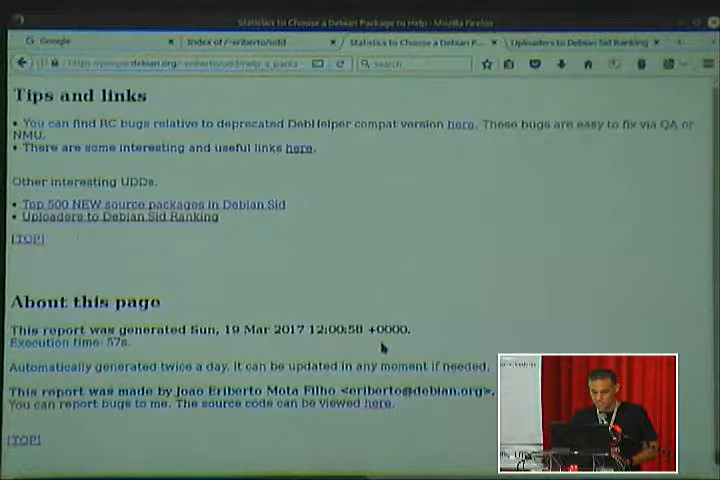 Statistics to Choose a Debian Package to Help - Mozilla Firefox
Google
Index of /~eriberto/udd
Statistics to Choose a Debian P...
Uploaders to Debian Sid Ranking
Search
Tips and links
• You can find RC bugs relative to deprecated DebHelper compat version here. These bugs are easy to fix via QA or
NMU.
• There are some interesting and useful links here.
Other interesting UDDs.
• Top 500 NEW source packages in Debian Sid
• Uploaders to Debian Sid Ranking
[TOP]
About this page
This report was generated Sun, 19 Mar 2017 12:00:58 +0000.
Execution time: 57s.
Automatically generated twice a day. It can be updated in any moment if needed.
This report was made by Joao Eriberto Mota Filho <eriberto@debian.org>.
You can report bugs to me. The source code can be viewed here.
[TOP]